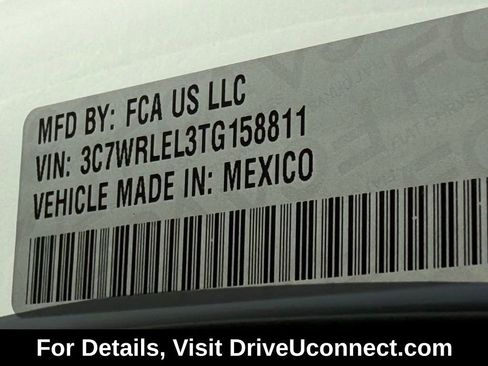 MFD BY: FCA US LLC
VIN: 3C7WRLEL3TG158811
VEHICLE MADE IN: MEXICO
For Details, Visit DriveUconnect.com